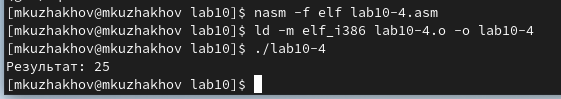 [mkuzhakhov@mkuzhakhov lab10]$ nasm -f elf lab10-4.asm
[mkuzhakhov@mkuzhakhov lab10]$ ld -m elf_i386 lab10-4.o -o lab10-4
[mkuzhakhov@mkuzhakhov lab10]$ ./lab10-4
Результат: 25
[mkuzhakhov@mkuzhakhov lab10]$